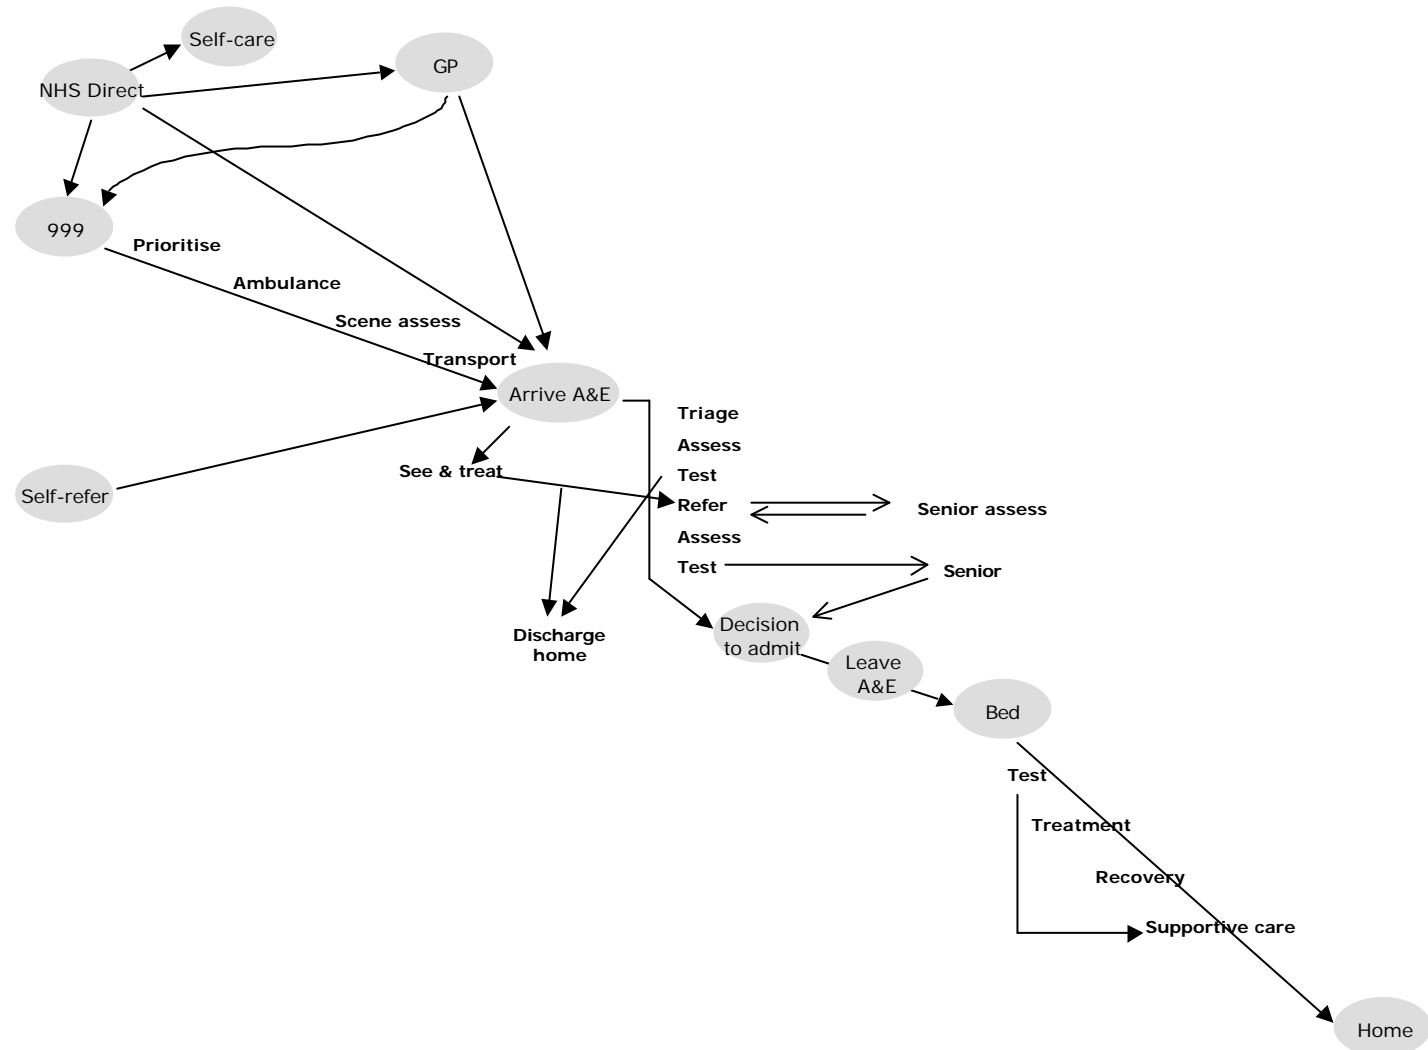 Self-care
GP
NHS Direct
999
Prioritise
Ambulance
Scene assess
Transport
Arrive A&E
Self-refer
See & treat
Triage
Assess
Test
Refer
Senior assess
Assess
Test
Senior
Discharge
home
Decision
to admit
Leave
A&E
Bed
Test
Treatment
Recovery
Supportive care
Home